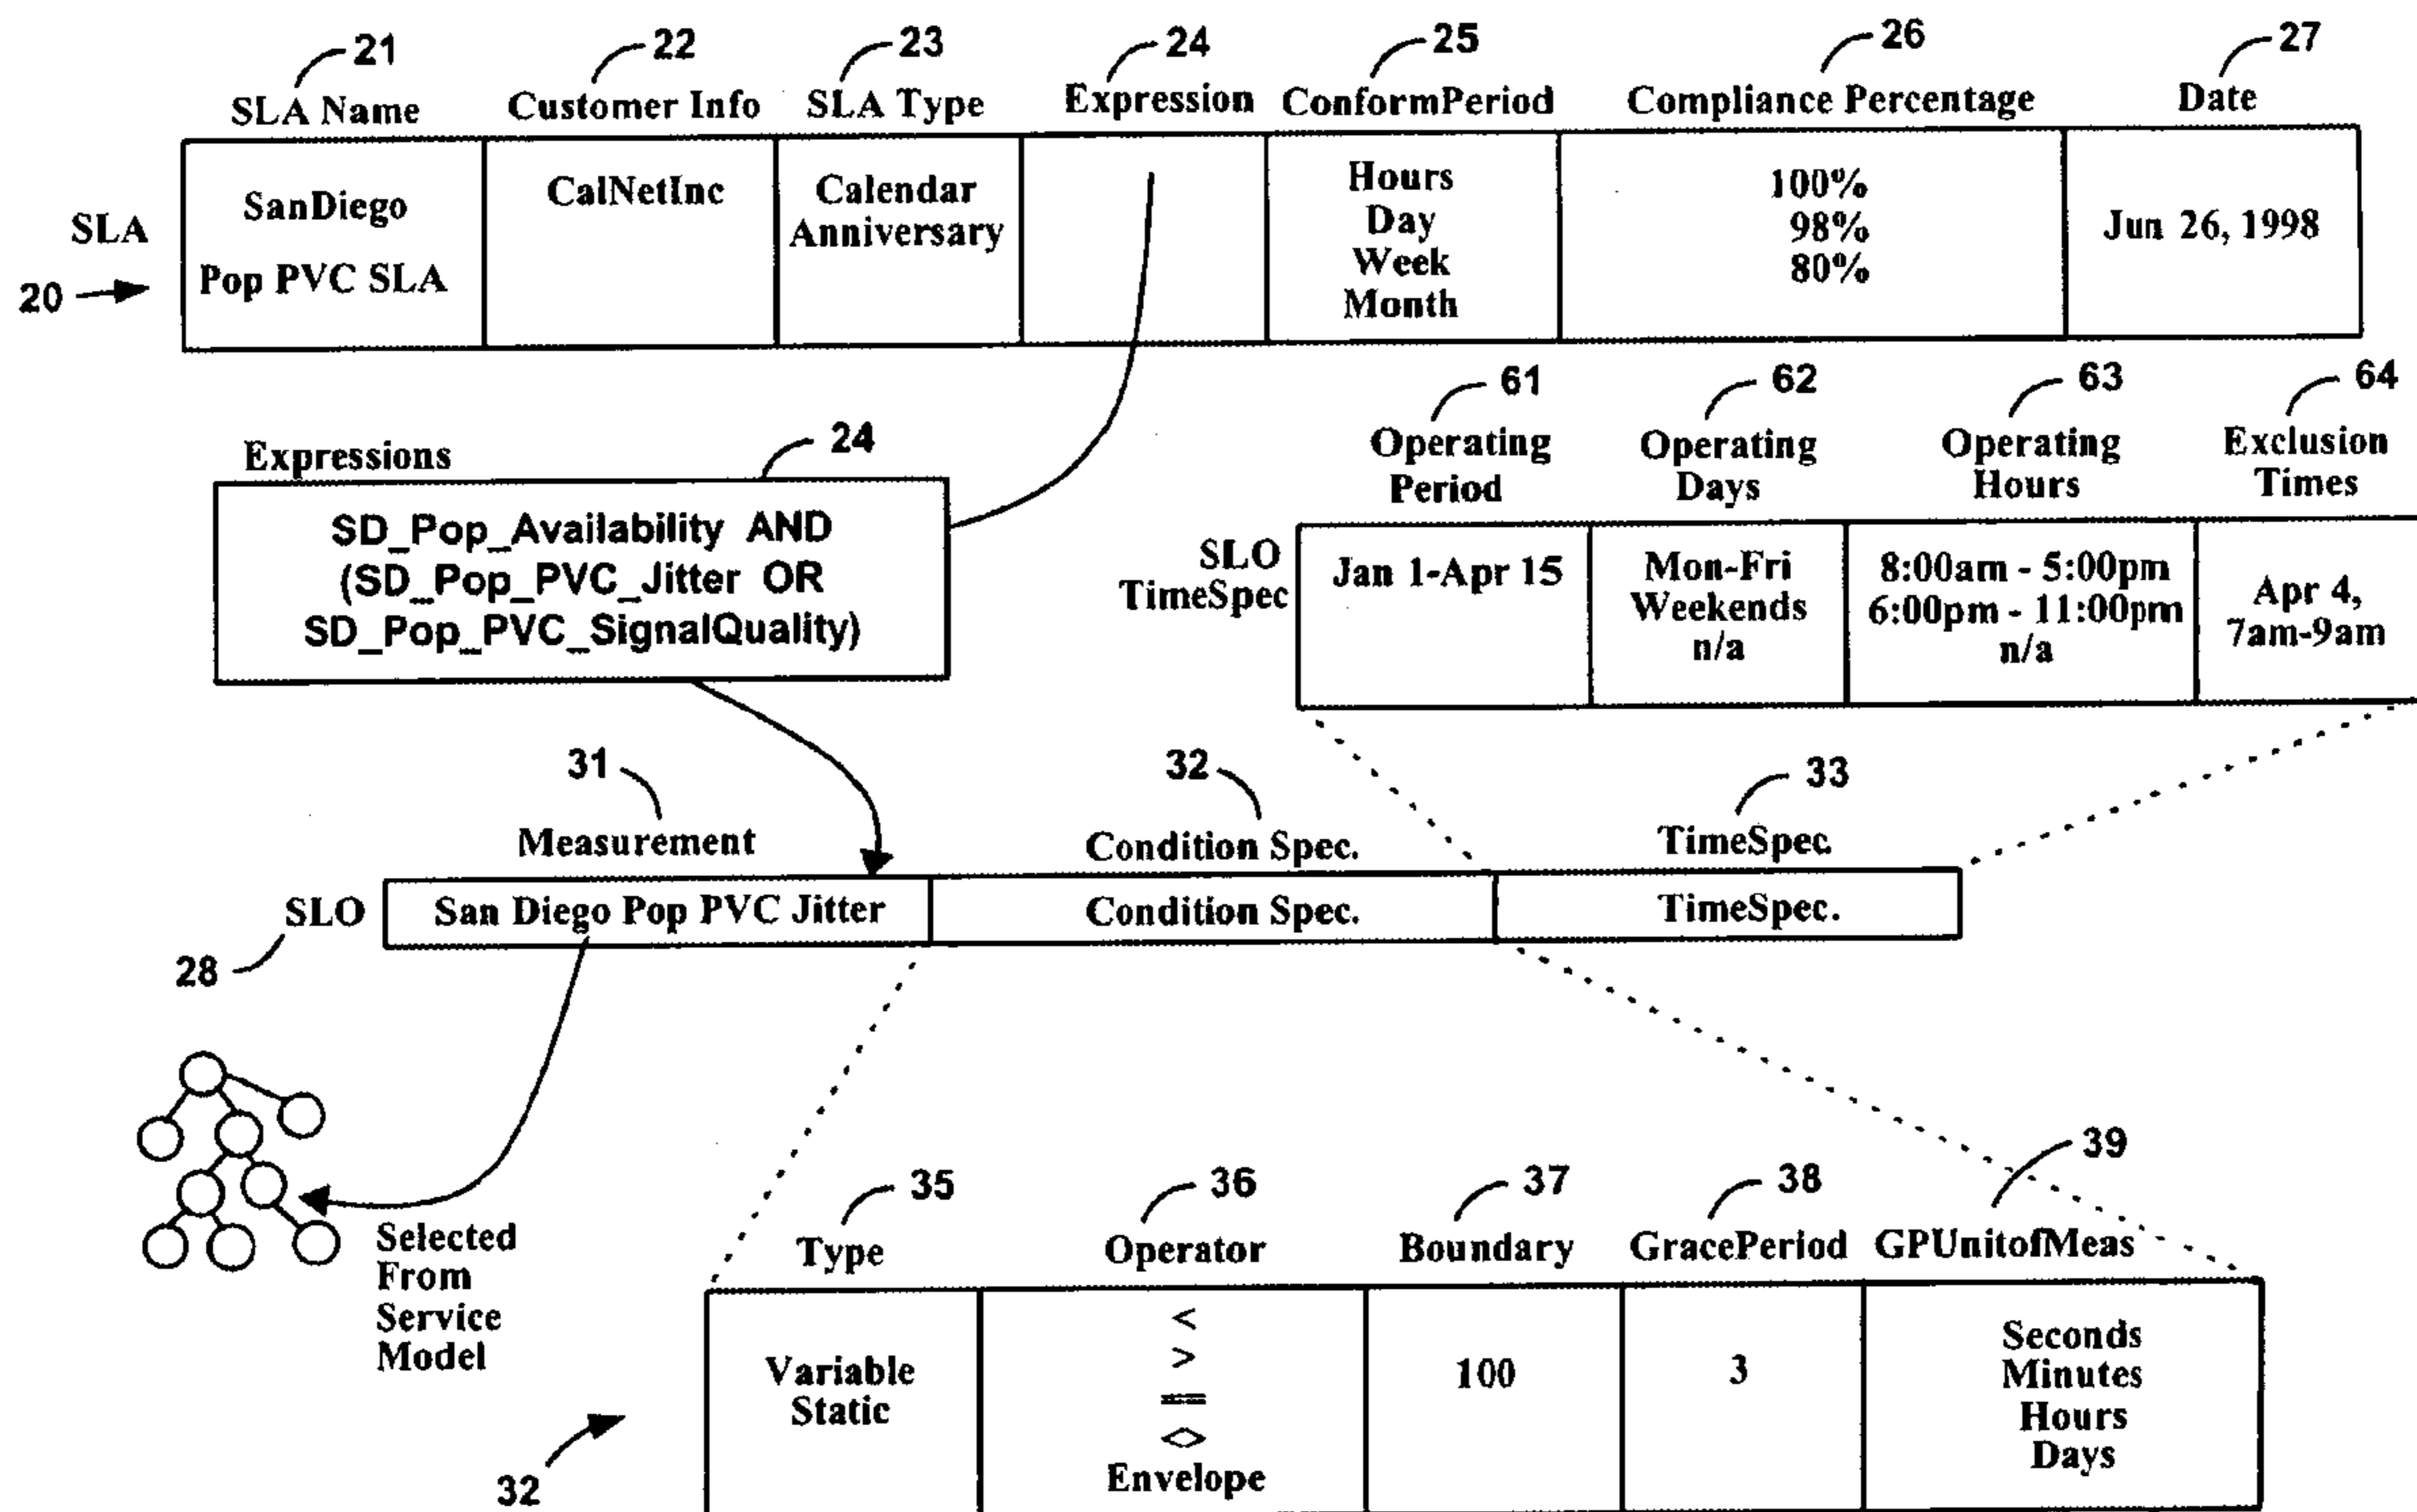 21 22 23 24 25 26 27
SLA Name Customer Info SLA Type Expression ConformPeriod Compliance Percentage Date
SLA
20
SanDiego
Pop PVC SLA
CalNetInc
Calendar
Anniversary
Hours
Day
Week
Month
100%
98%
80%
Jun 26, 1998
61 62 63 64
Operating
Period
Operating
Days
Operating
Hours
Exclusion
Times
Expressions
24
SD_Pop_Availability AND
(SD_Pop_PVC_Jitter OR
SD_Pop_PVC_SignalQuality)
SLO
TimeSpec
Jan 1-Apr 15
Mon-Fri
Weekends
n/a
8:00am - 5:00pm
6:00pm - 11:00pm
n/a
Apr 4,
7am-9am
31 32 33
Measurement Condition Spec. TimeSpec.
SLO San Diego Pop PVC Jitter Condition Spec. TimeSpec.
28
Selected
From
Service
Model
35 36 37 38 39
Type Operator Boundary GracePeriod GPUnitofMeas
32
Variable
Static
<
>
==
<>
Envelope
100
3
Seconds
Minutes
Hours
Days